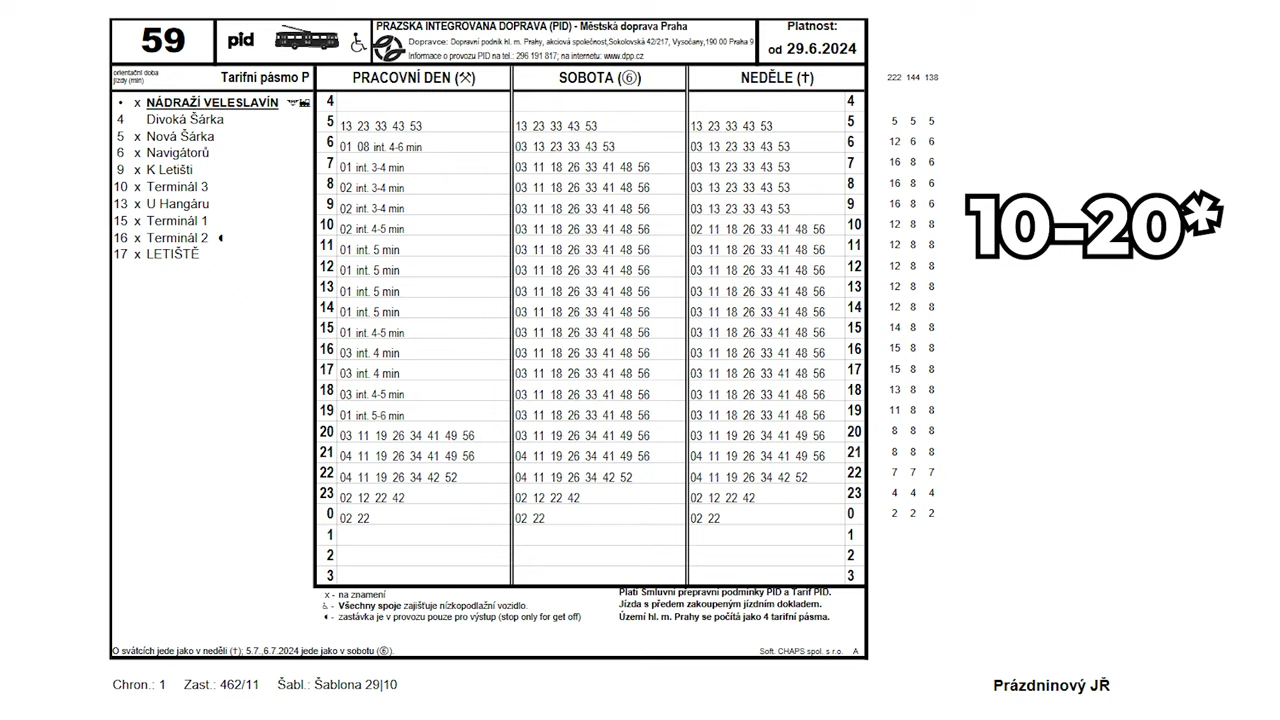 59
pid
PRAŽSKÁ INTEGROVANÁ DOPRAVA (PID) - Městská doprava Praha
Dopravce: Dopravní podnik hl. m. Prahy, akciová společnost,Sokolovská 42/217, Vysočany,190 00 Praha 9
Informace o provozu PID na tel.: 296 191 817; na internetu: www.dpp.cz
Platnost:
od 29.6.2024
orientační doba
jízdy (min)
Tarifní pásmo P
PRACOVNÍ DEN (⚒) SOBOTA (⑥) NEDĚLE (†)
222 144 138
• x NÁDRAŽÍ VELESLAVÍN
4 Divoká Šárka
5 x Nová Šárka
6 x Navigátorů
9 x K Letišti
10 x Terminál 3
13 x U Hangáru
15 x Terminál 1
16 x Terminál 2
17 x LETIŠTĚ
4 4
5 13 23 33 43 53 13 23 33 43 53 13 23 33 43 53 5 5 5 5
6 01 08 int. 4-6 min 03 13 23 33 43 53 03 13 23 33 43 53 6 12 6 6
7 01 int. 3-4 min 03 11 18 26 33 41 48 56 03 13 23 33 43 53 7 16 8 6
8 02 int. 3-4 min 03 11 18 26 33 41 48 56 03 13 23 33 43 53 8 16 8 6
9 02 int. 3-4 min 03 11 18 26 33 41 48 56 03 13 23 33 43 53 9 16 8 6
10 02 int. 4-5 min 03 11 18 26 33 41 48 56 02 11 18 26 33 41 48 56 10 12 8 8
11 01 int. 5 min 03 11 18 26 33 41 48 56 03 11 18 26 33 41 48 56 11 12 8 8
12 01 int. 5 min 03 11 18 26 33 41 48 56 03 11 18 26 33 41 48 56 12 12 8 8
13 01 int. 5 min 03 11 18 26 33 41 48 56 03 11 18 26 33 41 48 56 13 12 8 8
14 01 int. 5 min 03 11 18 26 33 41 48 56 03 11 18 26 33 41 48 56 14 12 8 8
15 01 int. 4-5 min 03 11 18 26 33 41 48 56 03 11 18 26 33 41 48 56 15 14 8 8
16 03 int. 4 min 03 11 18 26 33 41 48 56 03 11 18 26 33 41 48 56 16 15 8 8
17 03 int. 4 min 03 11 18 26 33 41 48 56 03 11 18 26 33 41 48 56 17 15 8 8
18 03 int. 4-5 min 03 11 18 26 33 41 48 56 03 11 18 26 33 41 48 56 18 13 8 8
19 01 int. 5-6 min 03 11 18 26 33 41 48 56 03 11 18 26 33 41 48 56 19 11 8 8
20 03 11 19 26 34 41 49 56 03 11 19 26 34 41 49 56 03 11 19 26 34 41 49 56 20 8 8 8
21 04 11 19 26 34 41 49 56 04 11 19 26 34 41 49 56 04 11 19 26 34 41 49 56 21 8 8 8
22 04 11 19 26 34 42 52 04 11 19 26 34 42 52 04 11 19 26 34 42 52 22 7 7 7
23 02 12 22 42 02 12 22 42 02 12 22 42 23 4 4 4
0 02 22 02 22 02 22 0 2 2 2
1 1
2 2
3 3
10–20*
x - na znamení
♿ - Všechny spoje zajišťuje nízkopodlažní vozidlo.
◖ - zastávka je v provozu pouze pro výstup (stop only for get off)
Platí Smluvní přepravní podmínky PID a Tarif PID.
Jízda s předem zakoupeným jízdním dokladem.
Území hl. m. Prahy se počítá jako 4 tarifní pásma.
O svátcích jede jako v neděli (†); 5.7.,6.7.2024 jede jako v sobotu (⑥).
Soft. CHAPS spol. s r.o. A
Chron.: 1 Zast.: 462/11 Šabl.: Šablona 29|10
Prázdninový JŘ